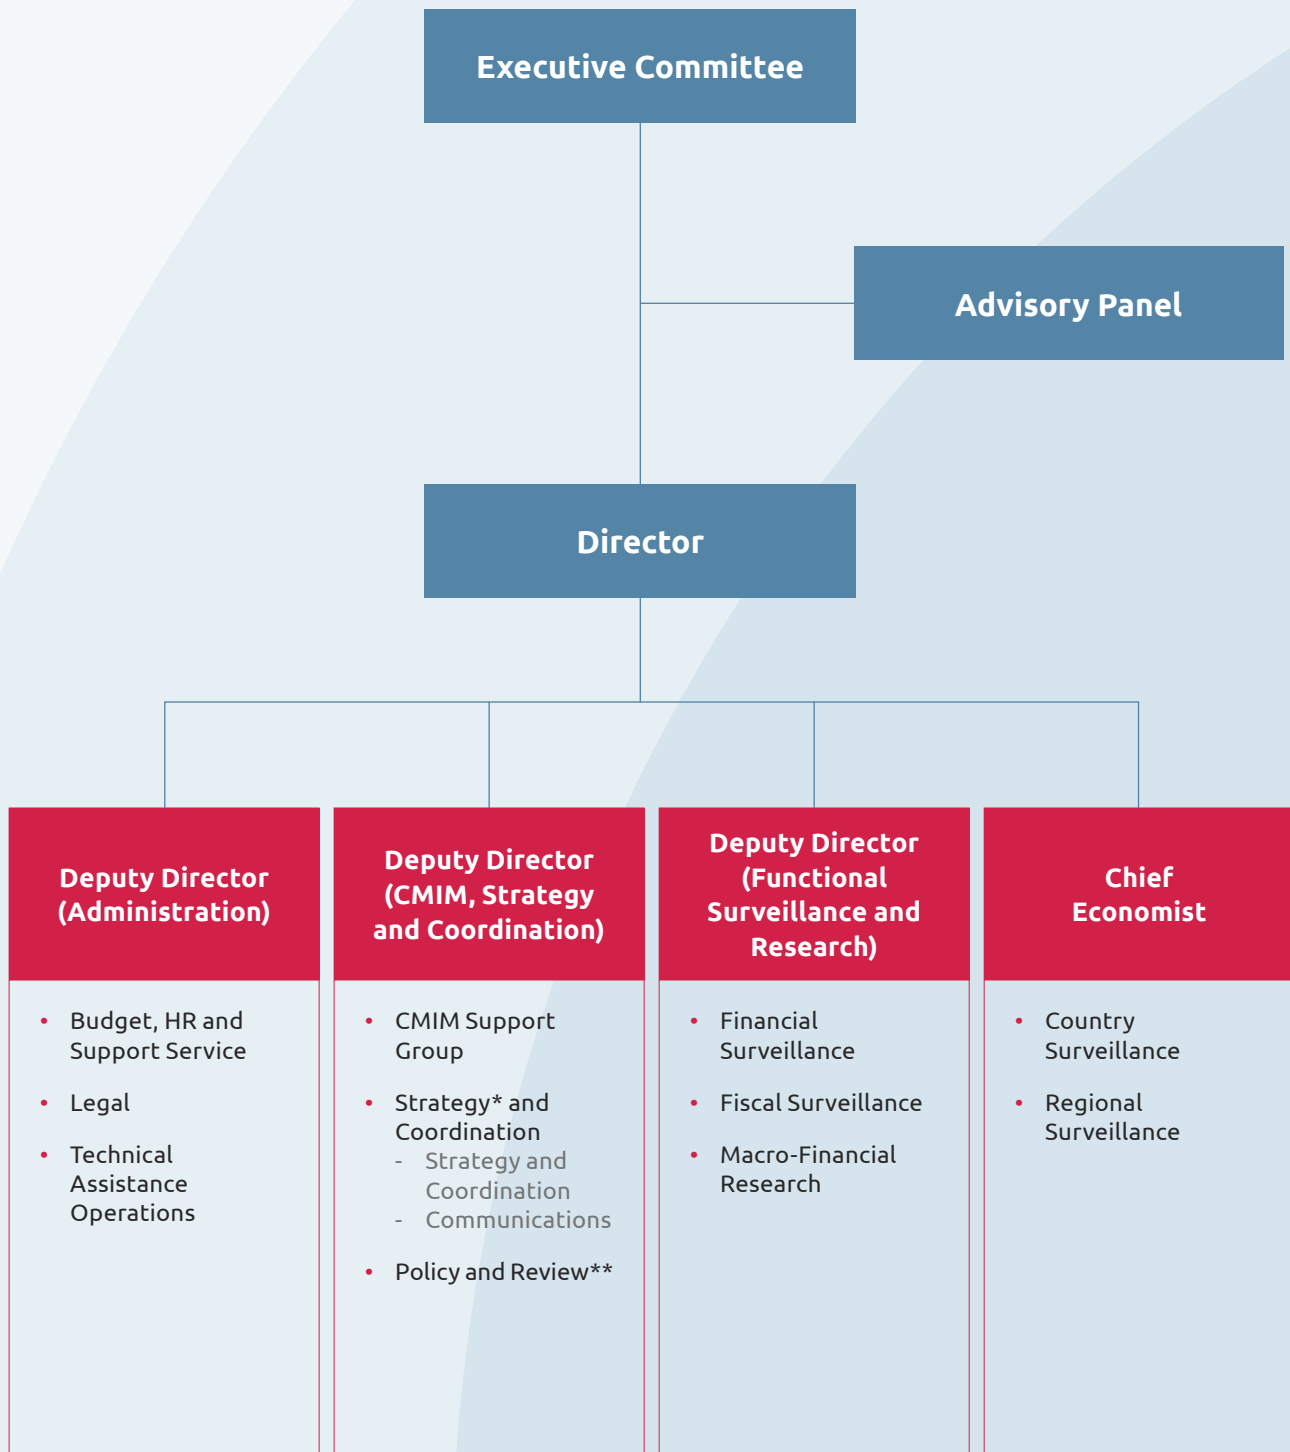 Executive Committee
Advisory Panel
Director
Deputy Director
(Administration)
• Budget, HR and
Support Service
• Legal
• Technical
Assistance
Operations
Deputy Director
(CMIM, Strategy
and Coordination)
• CMIM Support
Group
• Strategy* and
Coordination
- Strategy and
Coordination
- Communications
• Policy and Review**
Deputy Director
(Functional
Surveillance and
Research)
• Financial
Surveillance
• Fiscal Surveillance
• Macro-Financial
Research
Chief
Economist
• Country
Surveillance
• Regional
Surveillance